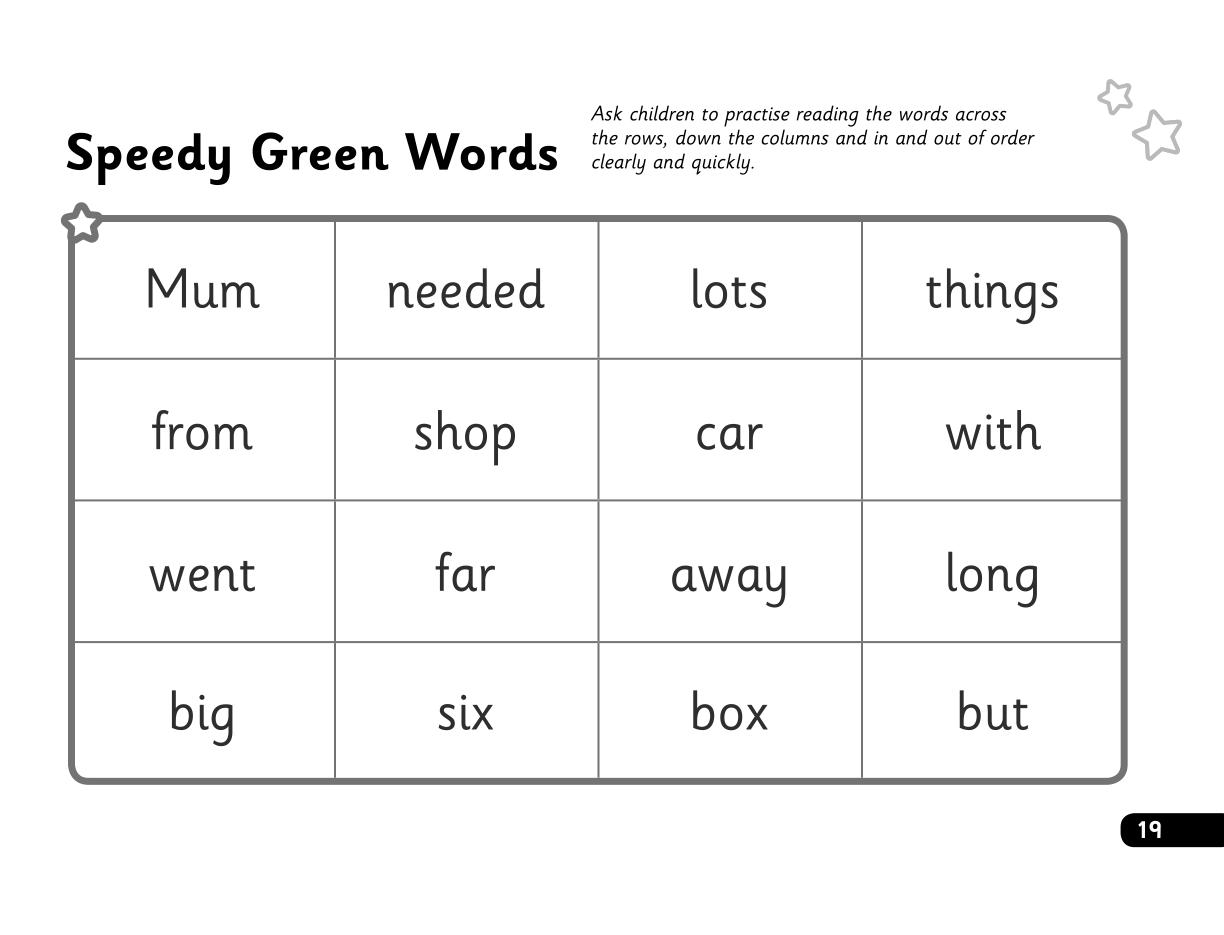 Speedy Green Words
Ask children to practise reading the words across
the rows, down the columns and in and out of order
clearly and quickly.
Mum needed lots things
from shop car with
went far away long
big six box but
19